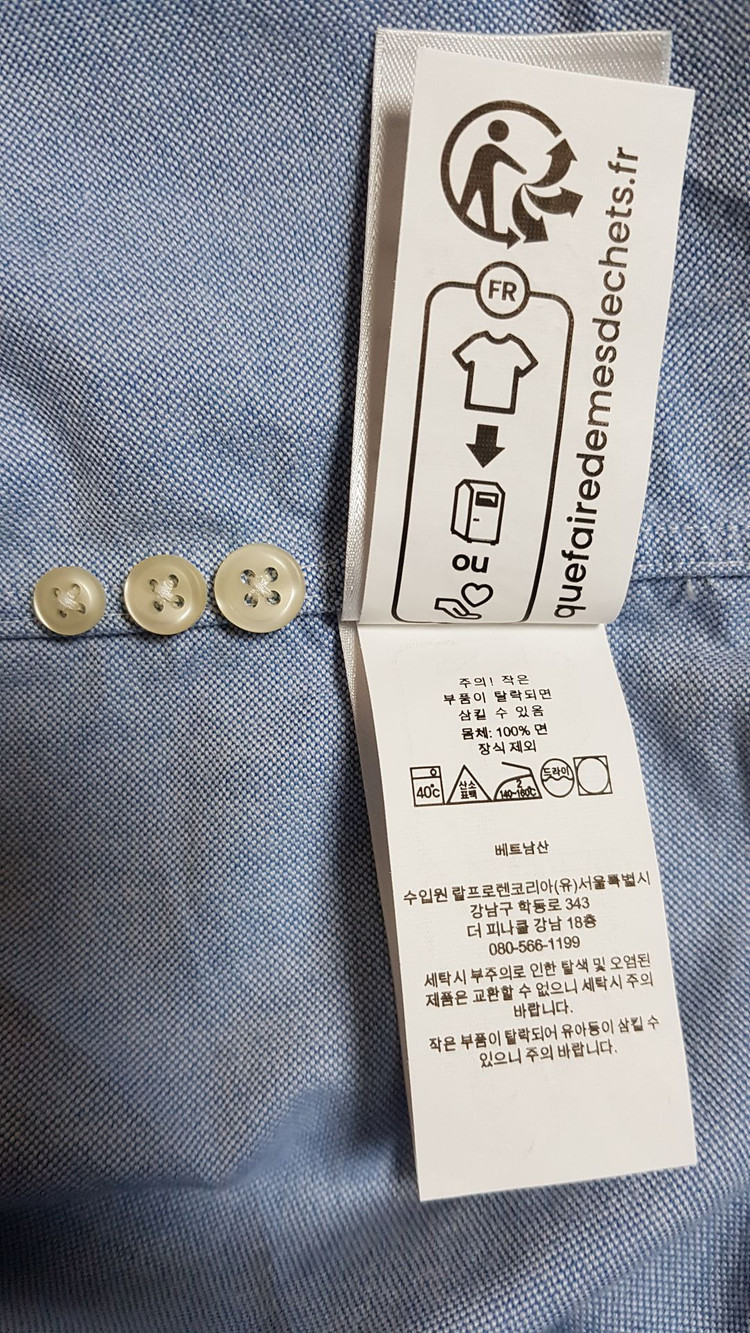 quefairedemesdechets.fr
FR
OU
주의! 작은
부품이 탈락되면
삼킬 수 있음
몸체: 100% 면
장식 제외
40℃
산소
표백
2
140~160℃
드라이
베트남산
수입원 랄프로렌코리아(유)서울특별시
강남구 학동로 343
더 피나클 강남 18층
080-566-1199
세탁시 부주의로 인한 탈색 및 오염된
제품은 교환할 수 없으니 세탁시 주의
바랍니다.
작은 부품이 탈락되어 유아등이 삼킬 수
있으니 주의 바랍니다.